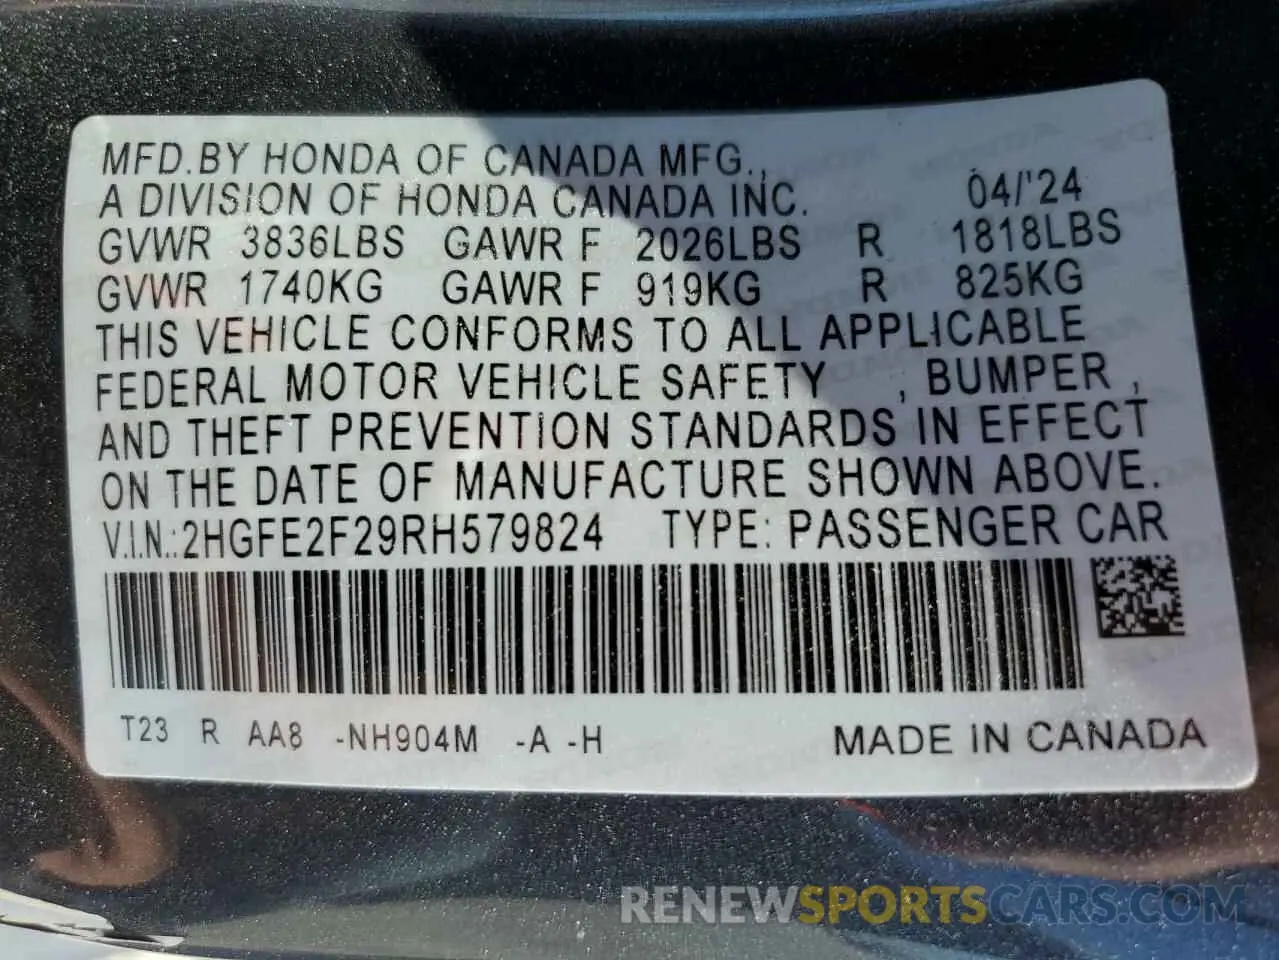 MFD.BY HONDA OF CANADA MFG.,
A DIVISION OF HONDA CANADA INC. 04/'24
GVWR 3836LBS GAWR F 2026LBS R 1818LBS
GVWR 1740KG GAWR F 919KG R 825KG
THIS VEHICLE CONFORMS TO ALL APPLICABLE
FEDERAL MOTOR VEHICLE SAFETY , BUMPER ,
AND THEFT PREVENTION STANDARDS IN EFFECT
ON THE DATE OF MANUFACTURE SHOWN ABOVE.
V.I.N.:2HGFE2F29RH579824 TYPE: PASSENGER CAR
T23 R AA8 -NH904M -A -H MADE IN CANADA
RENEWSPORTSCARS.COM